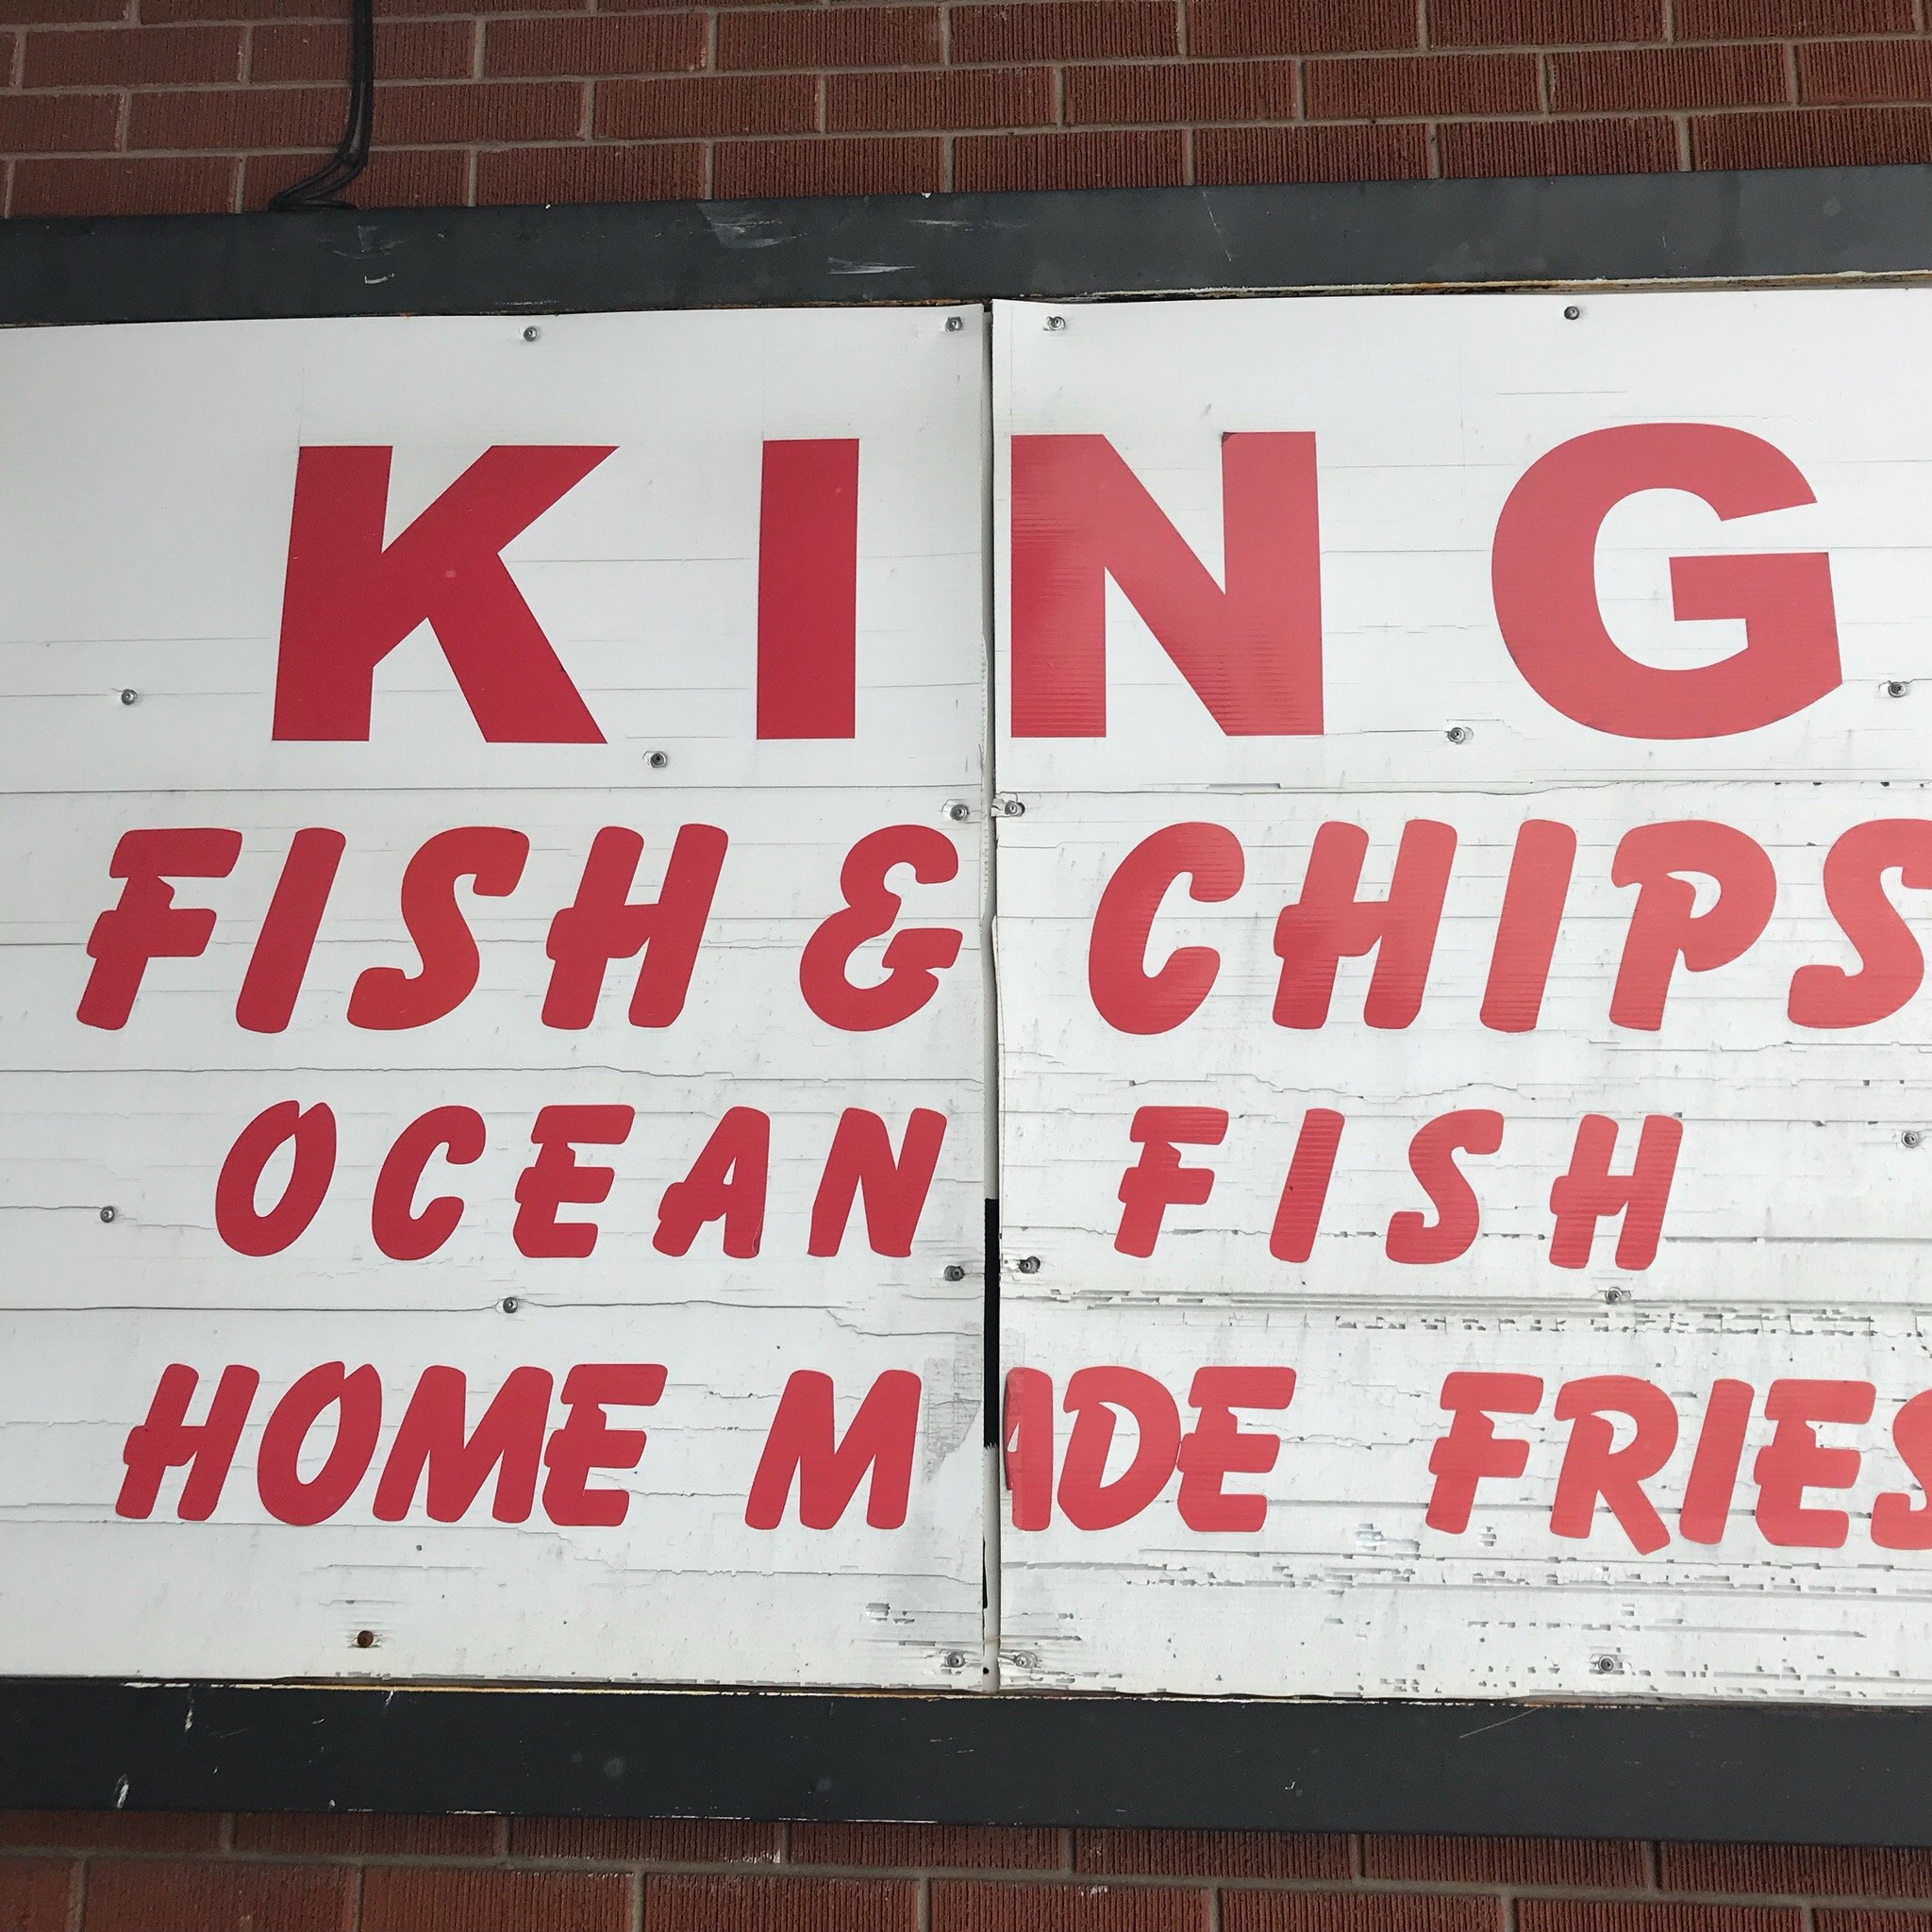 KING
FISH & CHIPS
OCEAN FISH
HOME MADE FRIES